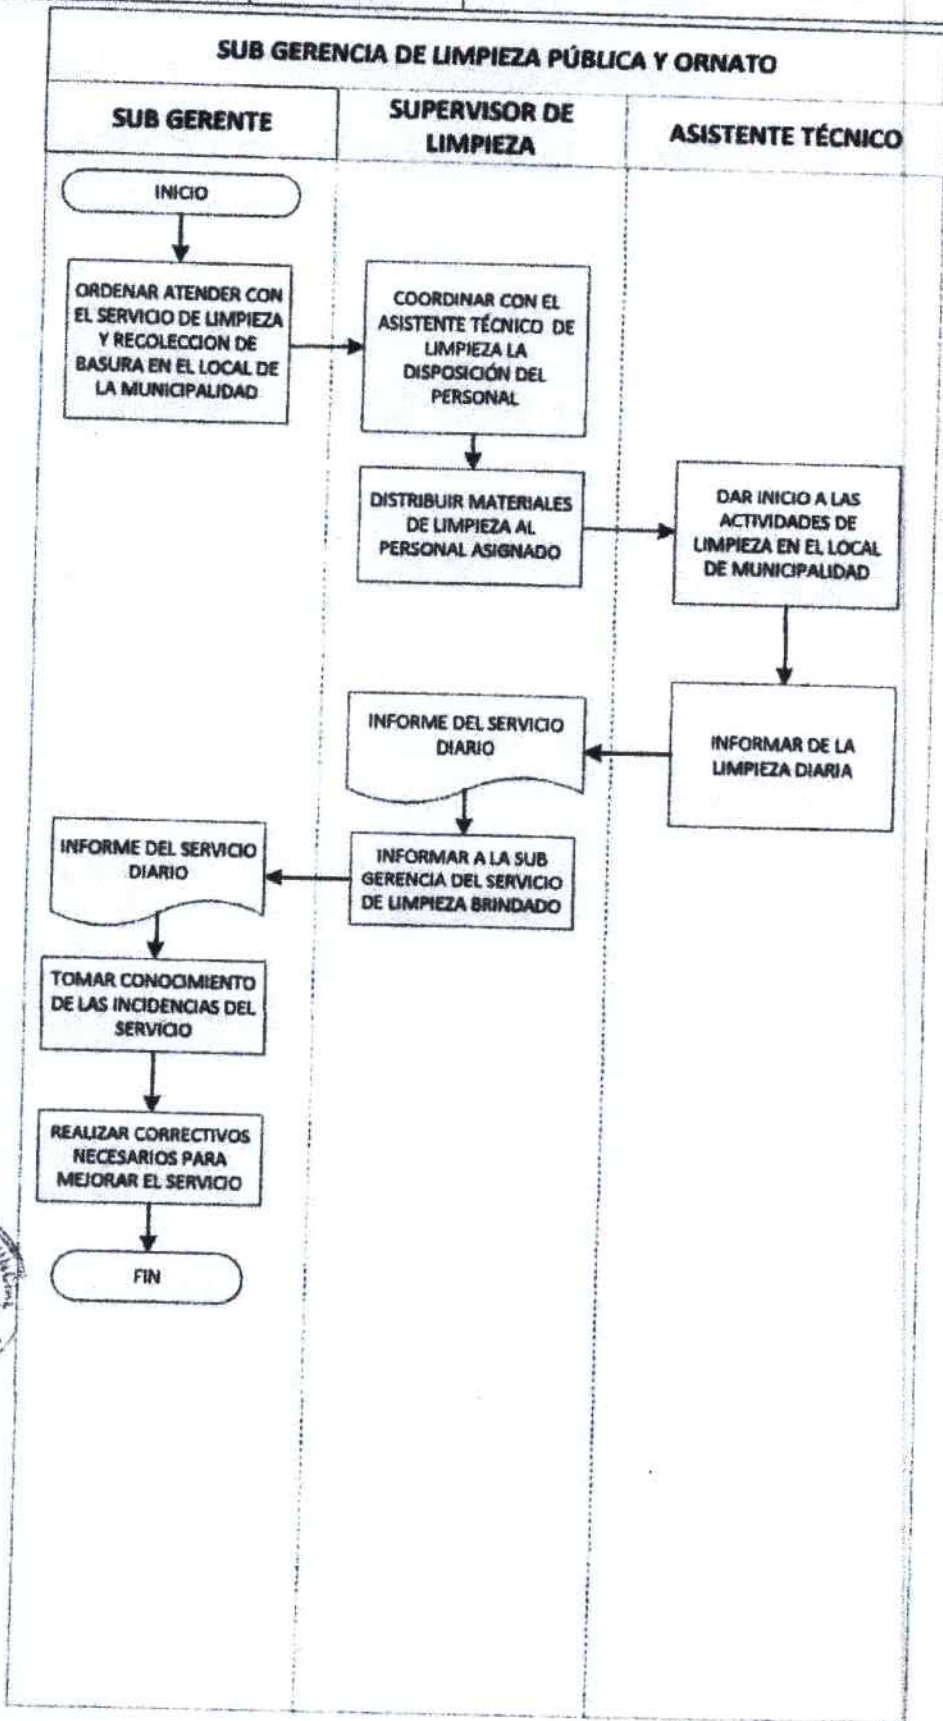 SUB GERENCIA DE LIMPIEZA PÚBLICA Y ORNATO
SUB GERENTE
SUPERVISOR DE
LIMPIEZA
ASISTENTE TÉCNICO
INICIO
ORDENAR ATENDER CON
EL SERVICIO DE LIMPIEZA
Y RECOLECCION DE
BASURA EN EL LOCAL DE
LA MUNICIPALIDAD
COORDINAR CON EL
ASISTENTE TÉCNICO DE
LIMPIEZA LA
DISPOSICIÓN DEL
PERSONAL
DISTRIBUIR MATERIALES
DE LIMPIEZA AL
PERSONAL ASIGNADO
DAR INICIO A LAS
ACTIVIDADES DE
LIMPIEZA EN EL LOCAL
DE MUNICIPALIDAD
INFORMAR DE LA
LIMPIEZA DIARIA
INFORME DEL SERVICIO
DIARIO
INFORMAR A LA SUB
GERENCIA DEL SERVICIO
DE LIMPIEZA BRINDADO
INFORME DEL SERVICIO
DIARIO
TOMAR CONOCIMIENTO
DE LAS INCIDENCIAS DEL
SERVICIO
REALIZAR CORRECTIVOS
NECESARIOS PARA
MEJORAR EL SERVICIO
FIN